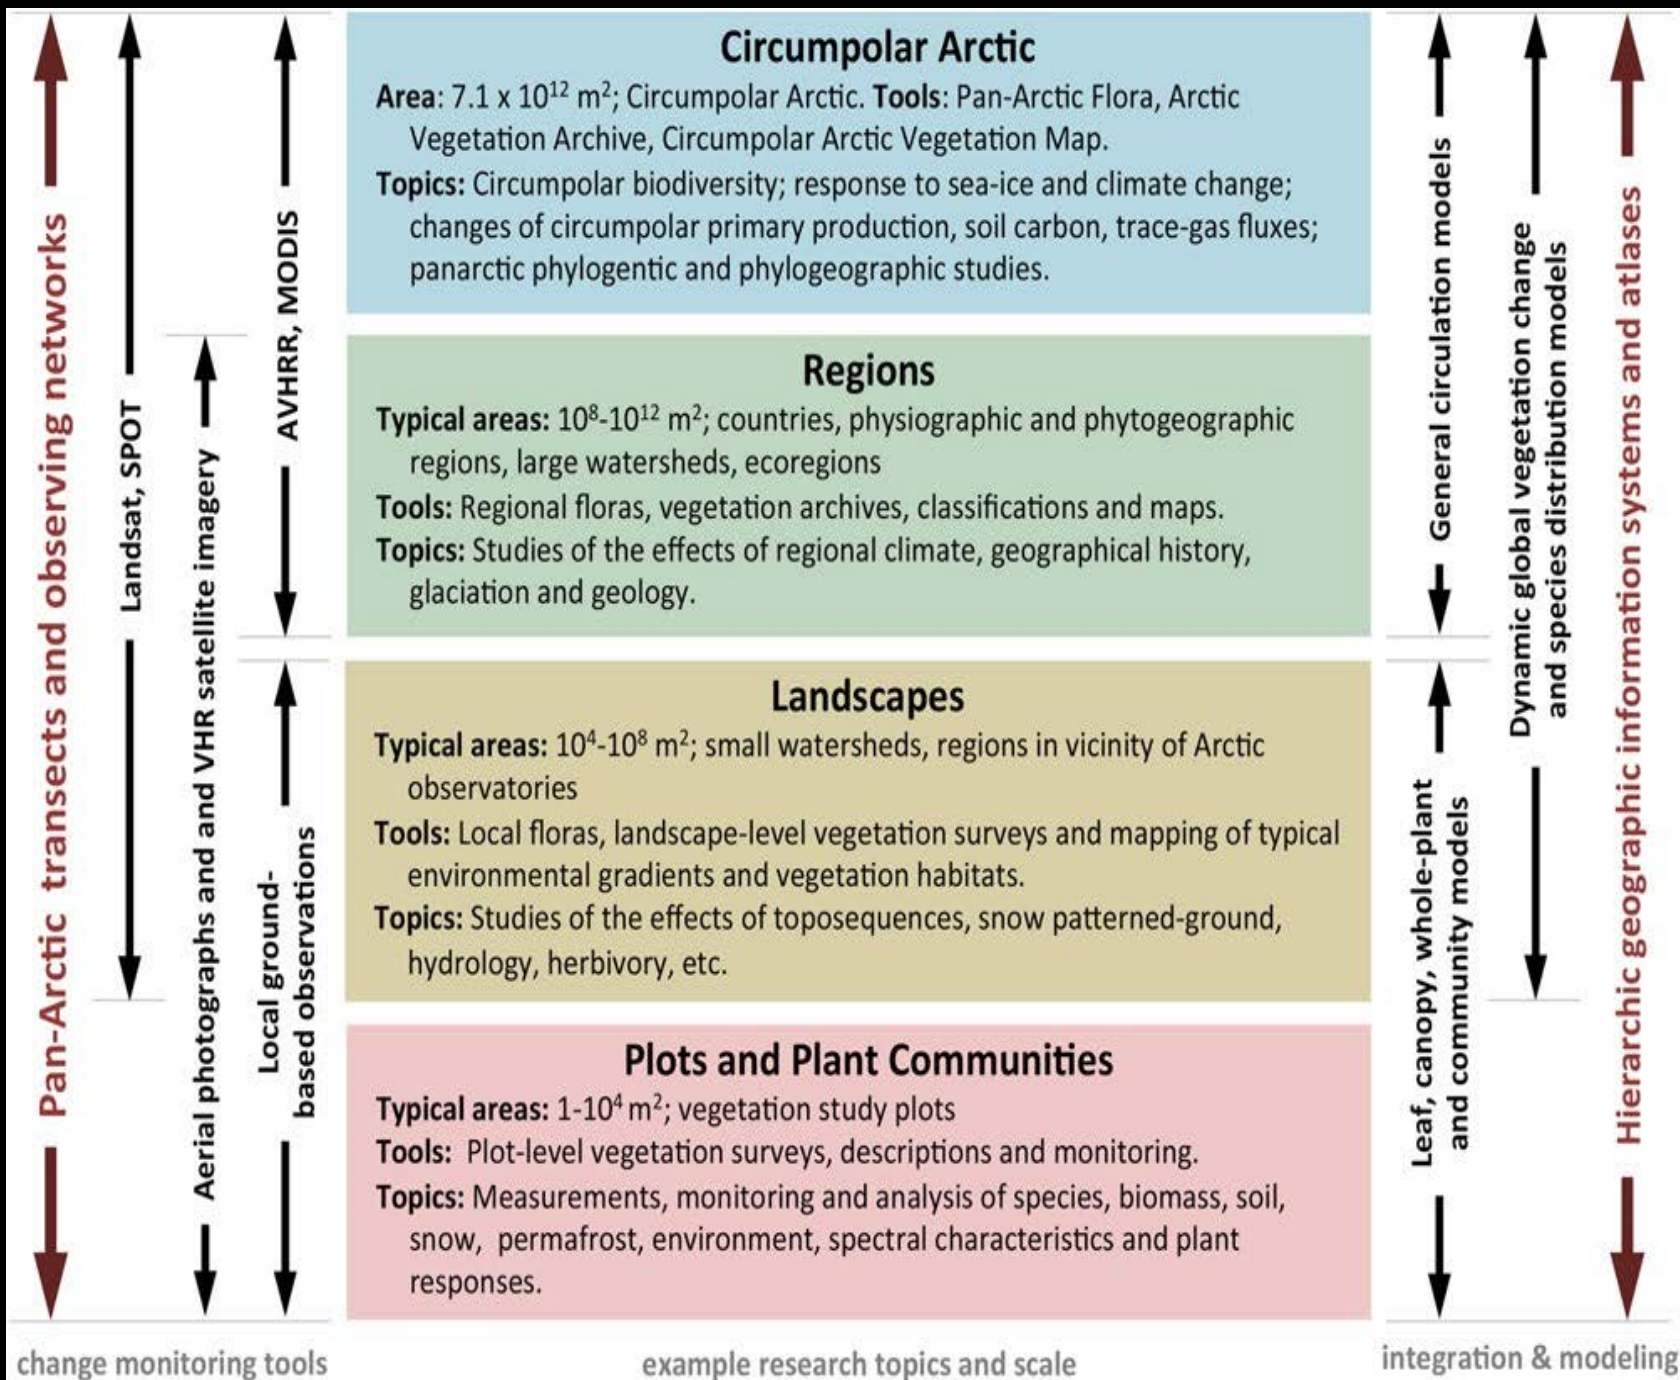 Pan-Arctic transects and observing networks
Landsat, SPOT
Aerial photographs and and VHR satellite imagery
AVHRR, MODIS
Local ground-
based observations
change monitoring tools
Circumpolar Arctic
Area: 7.1 x 10¹² m²; Circumpolar Arctic. Tools: Pan-Arctic Flora, Arctic
Vegetation Archive, Circumpolar Arctic Vegetation Map.
Topics: Circumpolar biodiversity; response to sea-ice and climate change;
changes of circumpolar primary production, soil carbon, trace-gas fluxes;
panarctic phylogentic and phylogeographic studies.
Regions
Typical areas: 10⁸-10¹² m²; countries, physiographic and phytogeographic
regions, large watersheds, ecoregions
Tools: Regional floras, vegetation archives, classifications and maps.
Topics: Studies of the effects of regional climate, geographical history,
glaciation and geology.
Landscapes
Typical areas: 10⁴-10⁸ m²; small watersheds, regions in vicinity of Arctic
observatories
Tools: Local floras, landscape-level vegetation surveys and mapping of typical
environmental gradients and vegetation habitats.
Topics: Studies of the effects of toposequences, snow patterned-ground,
hydrology, herbivory, etc.
Plots and Plant Communities
Typical areas: 1-10⁴ m²; vegetation study plots
Tools: Plot-level vegetation surveys, descriptions and monitoring.
Topics: Measurements, monitoring and analysis of species, biomass, soil,
snow, permafrost, environment, spectral characteristics and plant
responses.
example research topics and scale
General circulation models
Leaf, canopy, whole-plant
and community models
Dynamic global vegetation change
and species distribution models
Hierarchic geographic information systems and atlases
integration & modeling